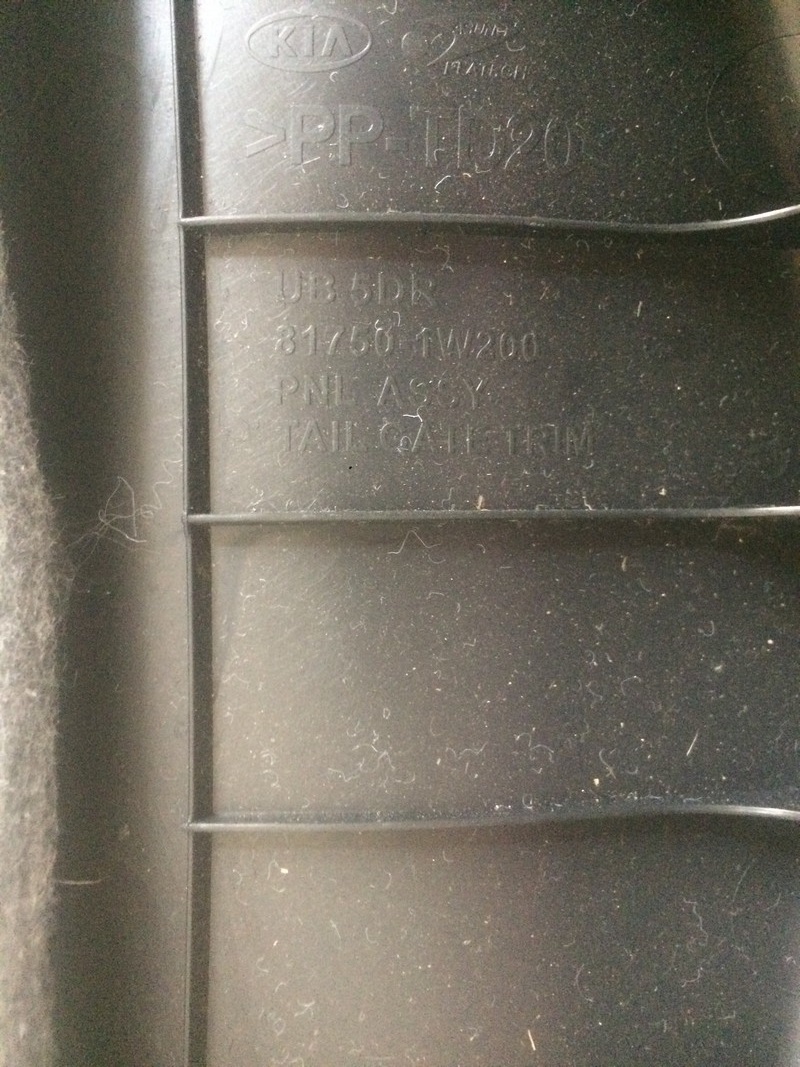 KIA
>PP-TD20
UB 5DR
81750-1W200
PNL ASSY
TAIL GATE TRIM